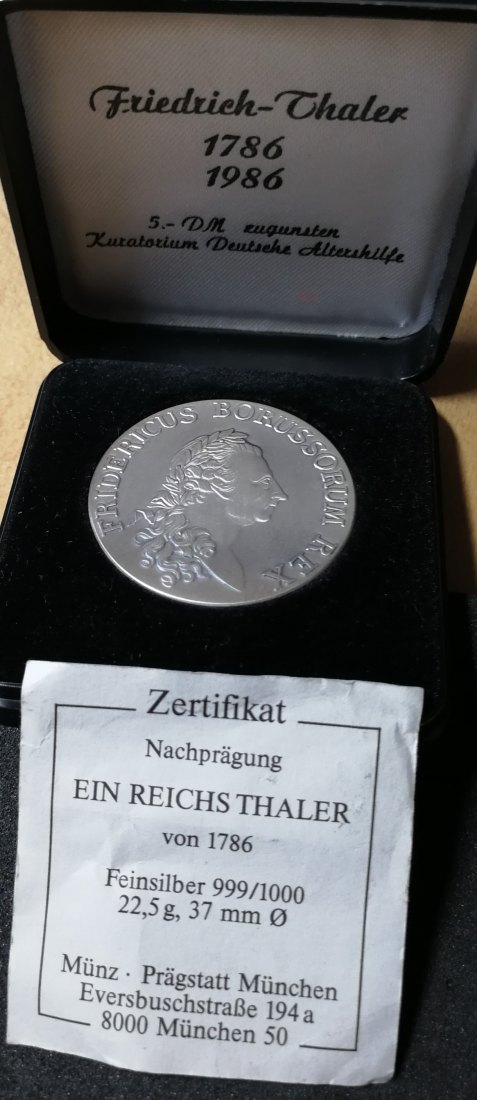 Friedrich-Thaler
1786
1986
5.- DM zugunsten
Kuratorium Deutsche Altershilfe
FRIDERICUS BORUSSORUM REX
Zertifikat
Nachprägung
EIN REICHS THALER
von 1786
Feinsilber 999/1000
22,5 g, 37 mm Ø
Münz · Prägstatt München
Eversbuschstraße 194 a
8000 München 50